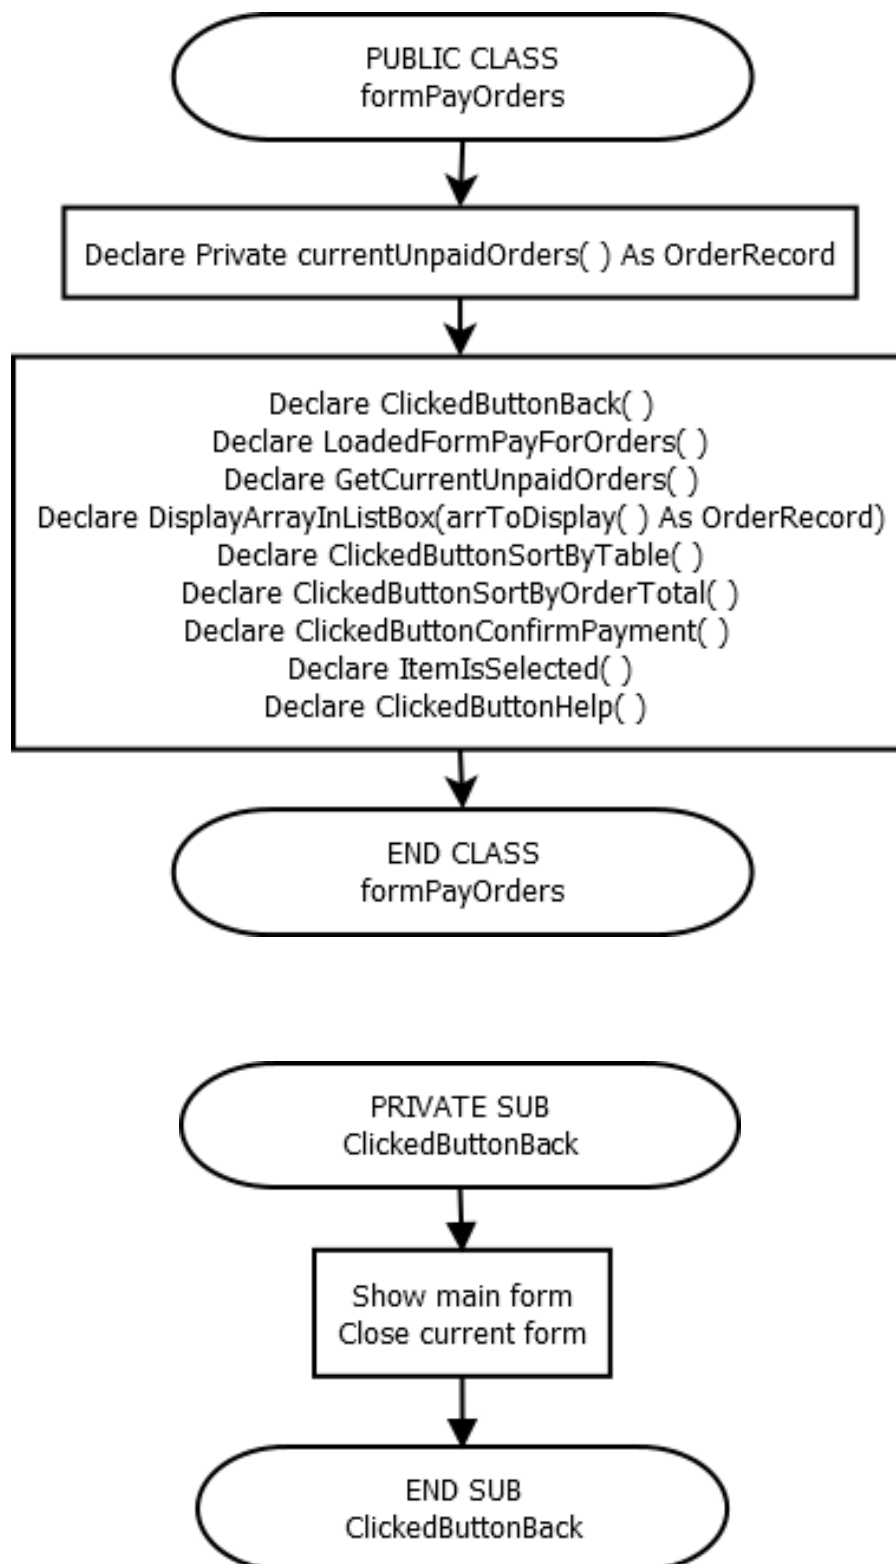 PUBLIC CLASS
formPayOrders
Declare Private currentUnpaidOrders( ) As OrderRecord
Declare ClickedButtonBack( )
Declare LoadedFormPayForOrders( )
Declare GetCurrentUnpaidOrders( )
Declare DisplayArrayInListBox(arrToDisplay( ) As OrderRecord)
Declare ClickedButtonSortByTable( )
Declare ClickedButtonSortByOrderTotal( )
Declare ClickedButtonConfirmPayment( )
Declare ItemIsSelected( )
Declare ClickedButtonHelp( )
END CLASS
formPayOrders
PRIVATE SUB
ClickedButtonBack
Show main form
Close current form
END SUB
ClickedButtonBack